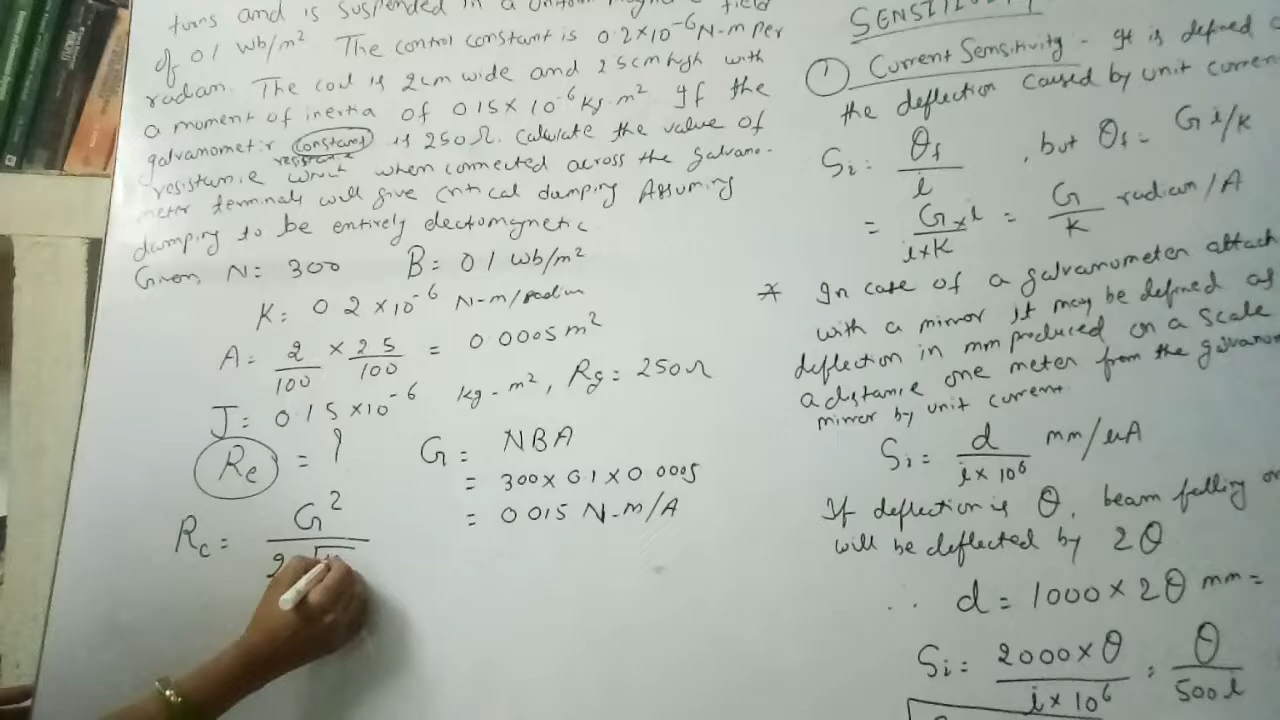 turns and is suspended in a uniform magnetic field
of 0.1 Wb/m² The control constant is 0.2×10⁻⁶ N-m per
radian. The coil is 2cm wide and 2.5cm high with
a moment of inertia of 0.15×10⁻⁶ kg.m² If the
galvanometer constant is 250Ω. Calculate the value of
resistance
resistance which when connected across the galvano-
meter terminals will give critical damping Assuming
damping to be entirely electromagnetic
Given, N= 300 B= 0.1 wb/m²
K= 0.2×10⁻⁶ N-m/radian
A= 2/100 × 2.5/100 = 0.0005 m²
J= 0.15×10⁻⁶ kg-m², Rg= 250Ω
Re = ?
G= NBA
= 300×0.1×0.0005
= 0.015 N-m/A
Rc= G²
2
SENSITIVITY
① Current Sensitivity - It is defined
the deflection caused by unit curren
Si= θf/i , but θf= Gi/K
= G×i/i×K = G/K radian/A
* In case of a galvanometer attach
with a mirror it may be defined as
deflection in mm produced on a scale
a distance one meter from the galvanom
mirror by unit current.
Si= d/i×10⁶ mm/μA
If deflection is θ, beam falling on
will be deflected by 2θ
∴ d= 1000×2θ mm=
Si= 2000×θ/i×10⁶ = θ/500i